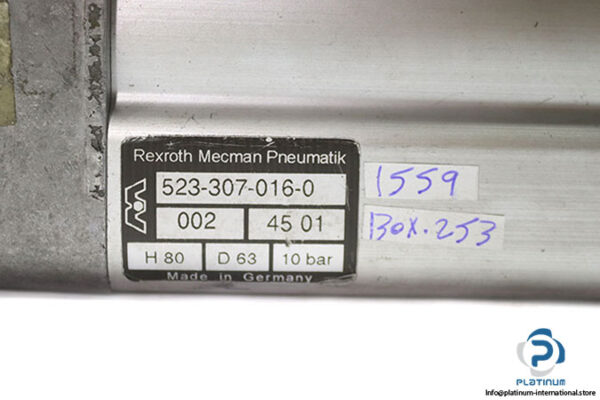 Rexroth Mecman Pneumatik
523-307-016-0
002 45 01
H 80 D 63 10 bar
Made in Germany
1559
BOX.253
PLATINUM
Info@platinum-international.store